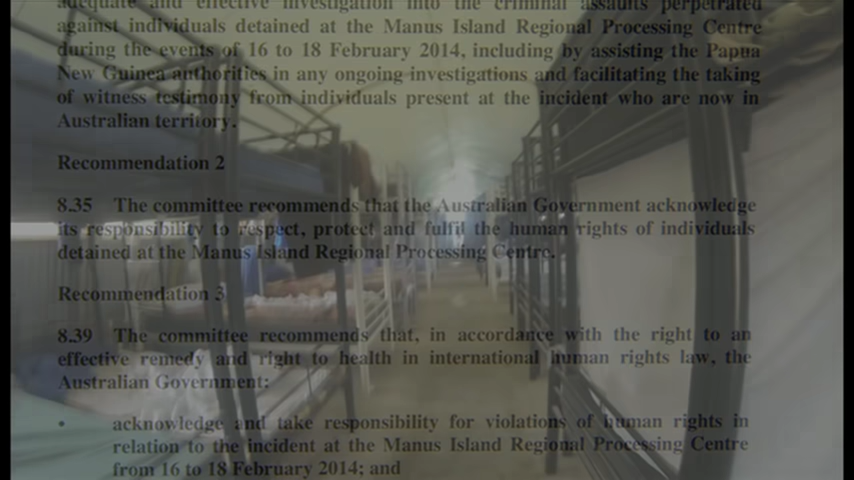 adequate and effective investigation into the criminal assaults perpetrated
against individuals detained at the Manus Island Regional Processing Centre
during the events of 16 to 18 February 2014, including by assisting the Papua
New Guinea authorities in any ongoing investigations and facilitating the taking
of witness testimony from individuals present at the incident who are now in
Australian territory.
Recommendation 2
8.35 The committee recommends that the Australian Government acknowledge
its responsibility to respect, protect and fulfil the human rights of individuals
detained at the Manus Island Regional Processing Centre.
Recommendation 3
8.39 The committee recommends that, in accordance with the right to an
effective remedy and right to health in international human rights law, the
Australian Government:
• acknowledge and take responsibility for violations of human rights in
relation to the incident at the Manus Island Regional Processing Centre
from 16 to 18 February 2014; and